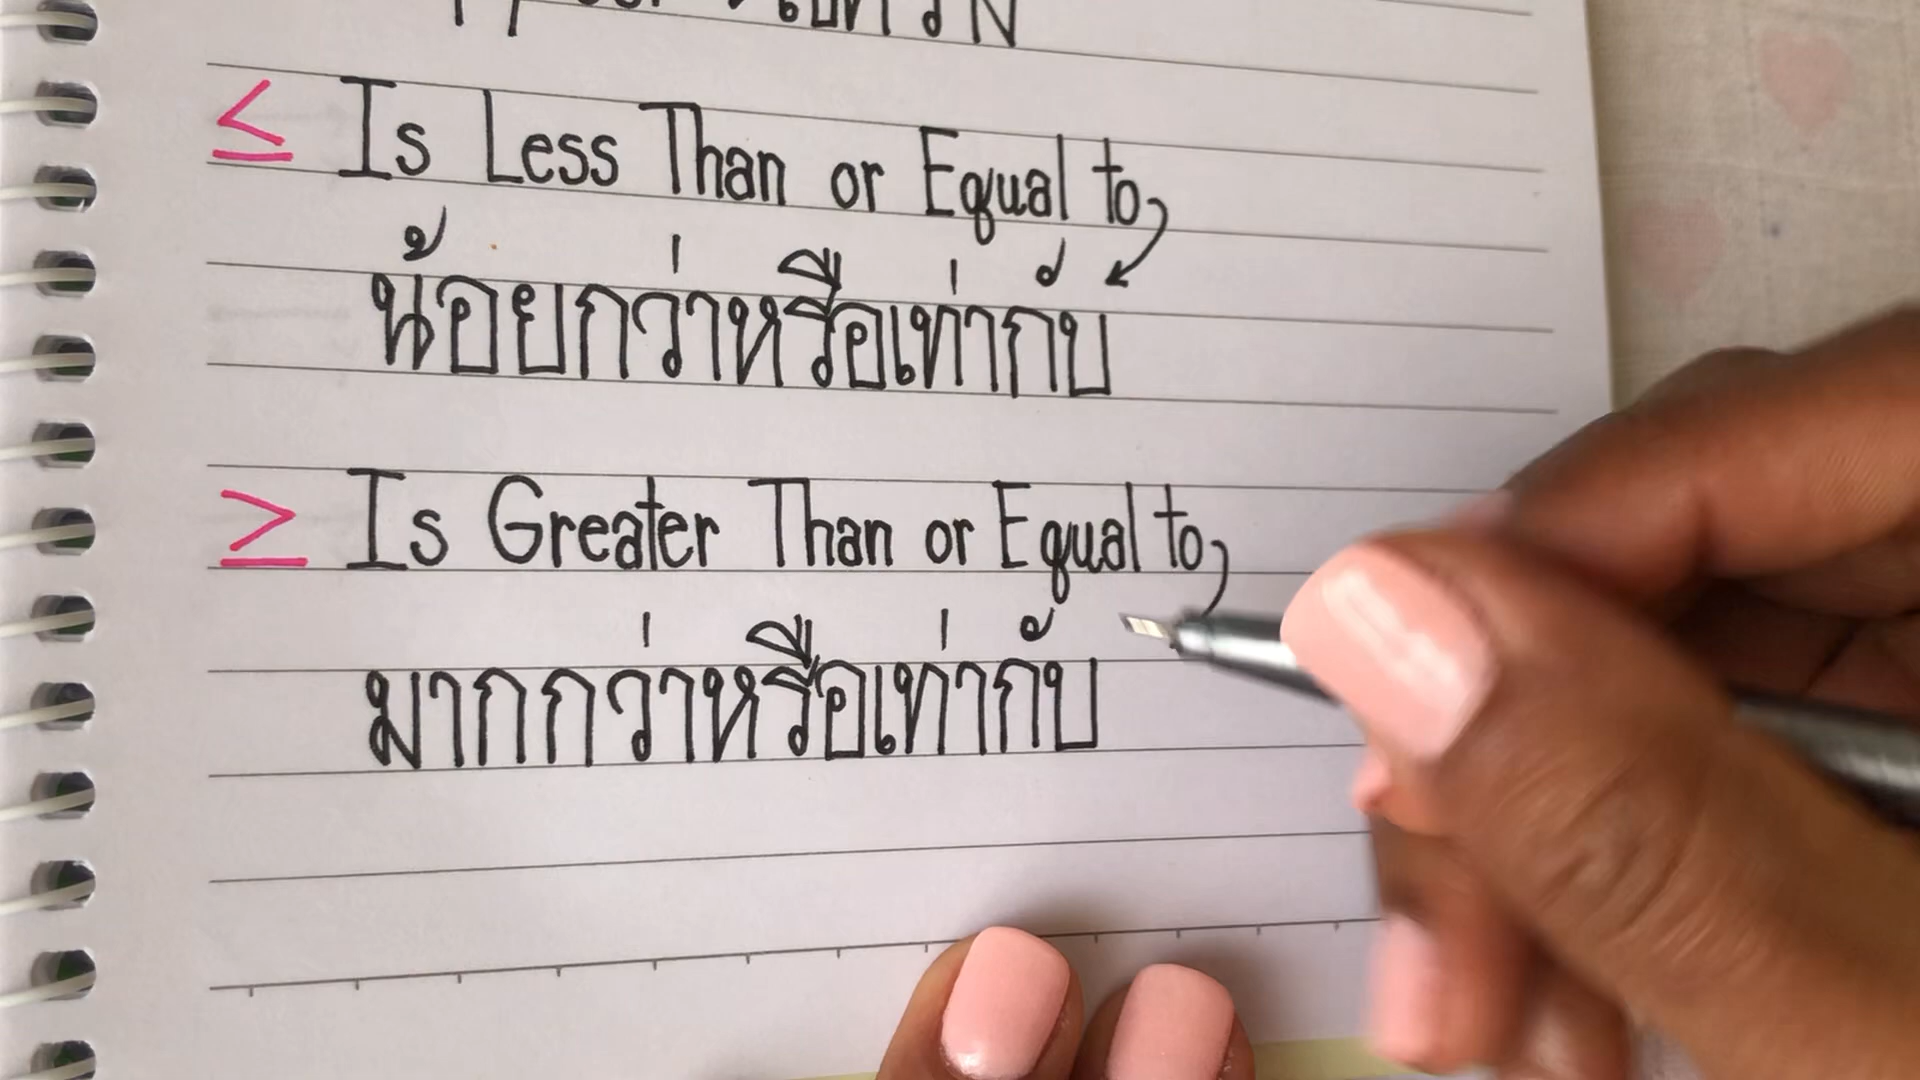 ≤ Is Less Than or Equal to,
น้อยกว่าหรือเท่ากับ
≥ Is Greater Than or Equal to,
มากกว่าหรือเท่ากับ